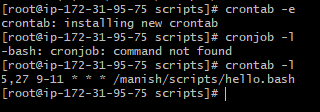 [root@ip-172-31-95-75 scripts]# crontab -e
crontab: installing new crontab
[root@ip-172-31-95-75 scripts]# cronjob -l
-bash: cronjob: command not found
[root@ip-172-31-95-75 scripts]# crontab -l
5,27 9-11 * * * /manish/scripts/hello.bash
[root@ip-172-31-95-75 scripts]#